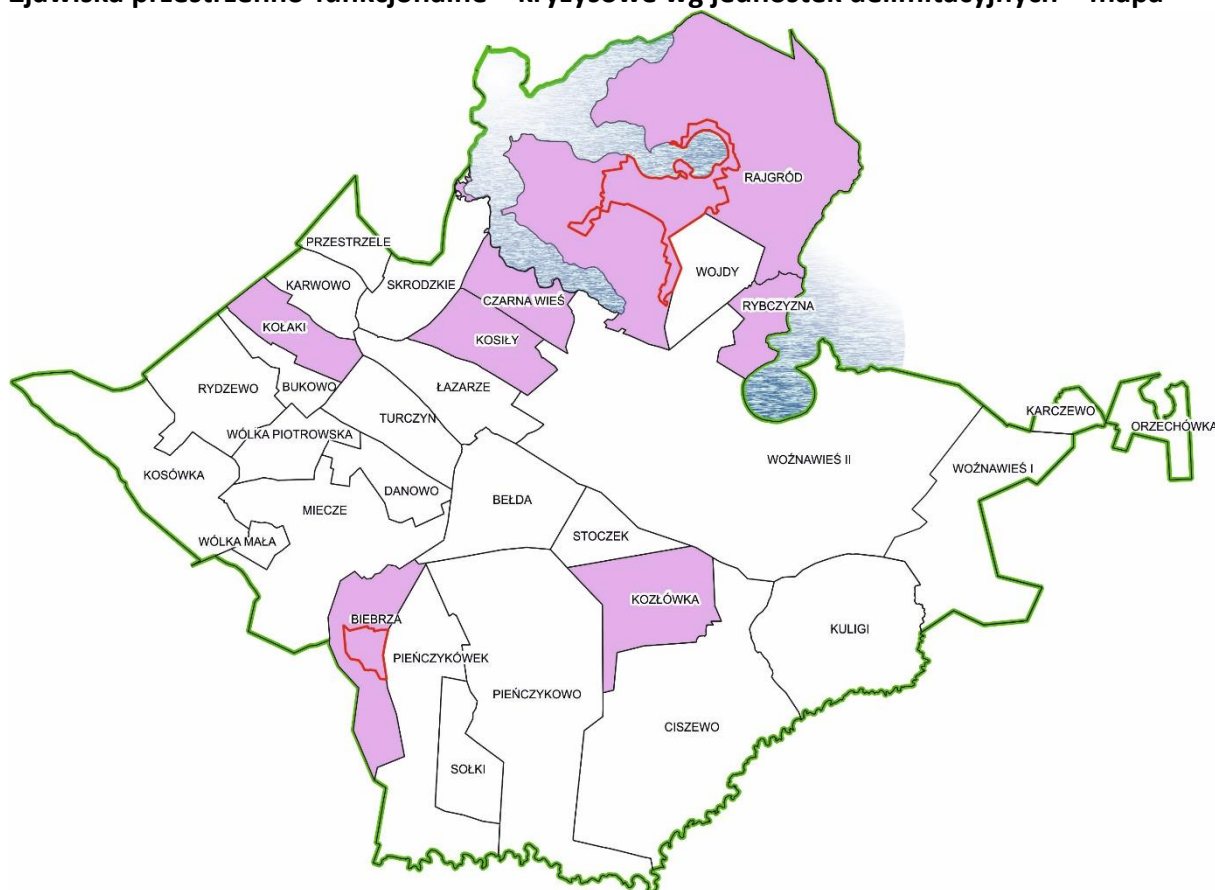 Zjawiska przestrzenno-funkcjonalne – kryzysowe wg jednostek delimitacyjnych – mapa
RAJGRÓD
PRZESTRZELE
WOJDY
KARWOWO
SKRODZKIE
CZARNA WIEŚ
RYBCZYZNA
KOŁAKI
KOSIŁY
RYDZEWO
BUKOWO
ŁAZARZE
KARCZEWO
TURCZYN
ORZECHÓWKA
WÓLKA PIOTROWSKA
WOŹNAWIEŚ II
WOŹNAWIEŚ I
KOSÓWKA
DANOWO
BEŁDA
MIECZE
STOCZEK
WÓLKA MAŁA
KOZŁÓWKA
BIEBRZA
KULIGI
PIEŃCZYKÓWEK
PIEŃCZYKOWO
CISZEWO
SOŁKI